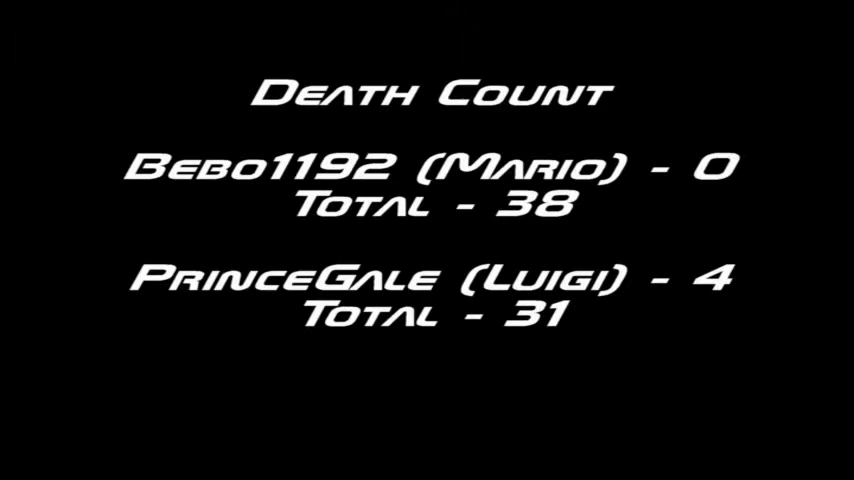 Death Count
Bebo1192 (Mario) - 0
Total - 38
PrinceGale (Luigi) - 4
Total - 31